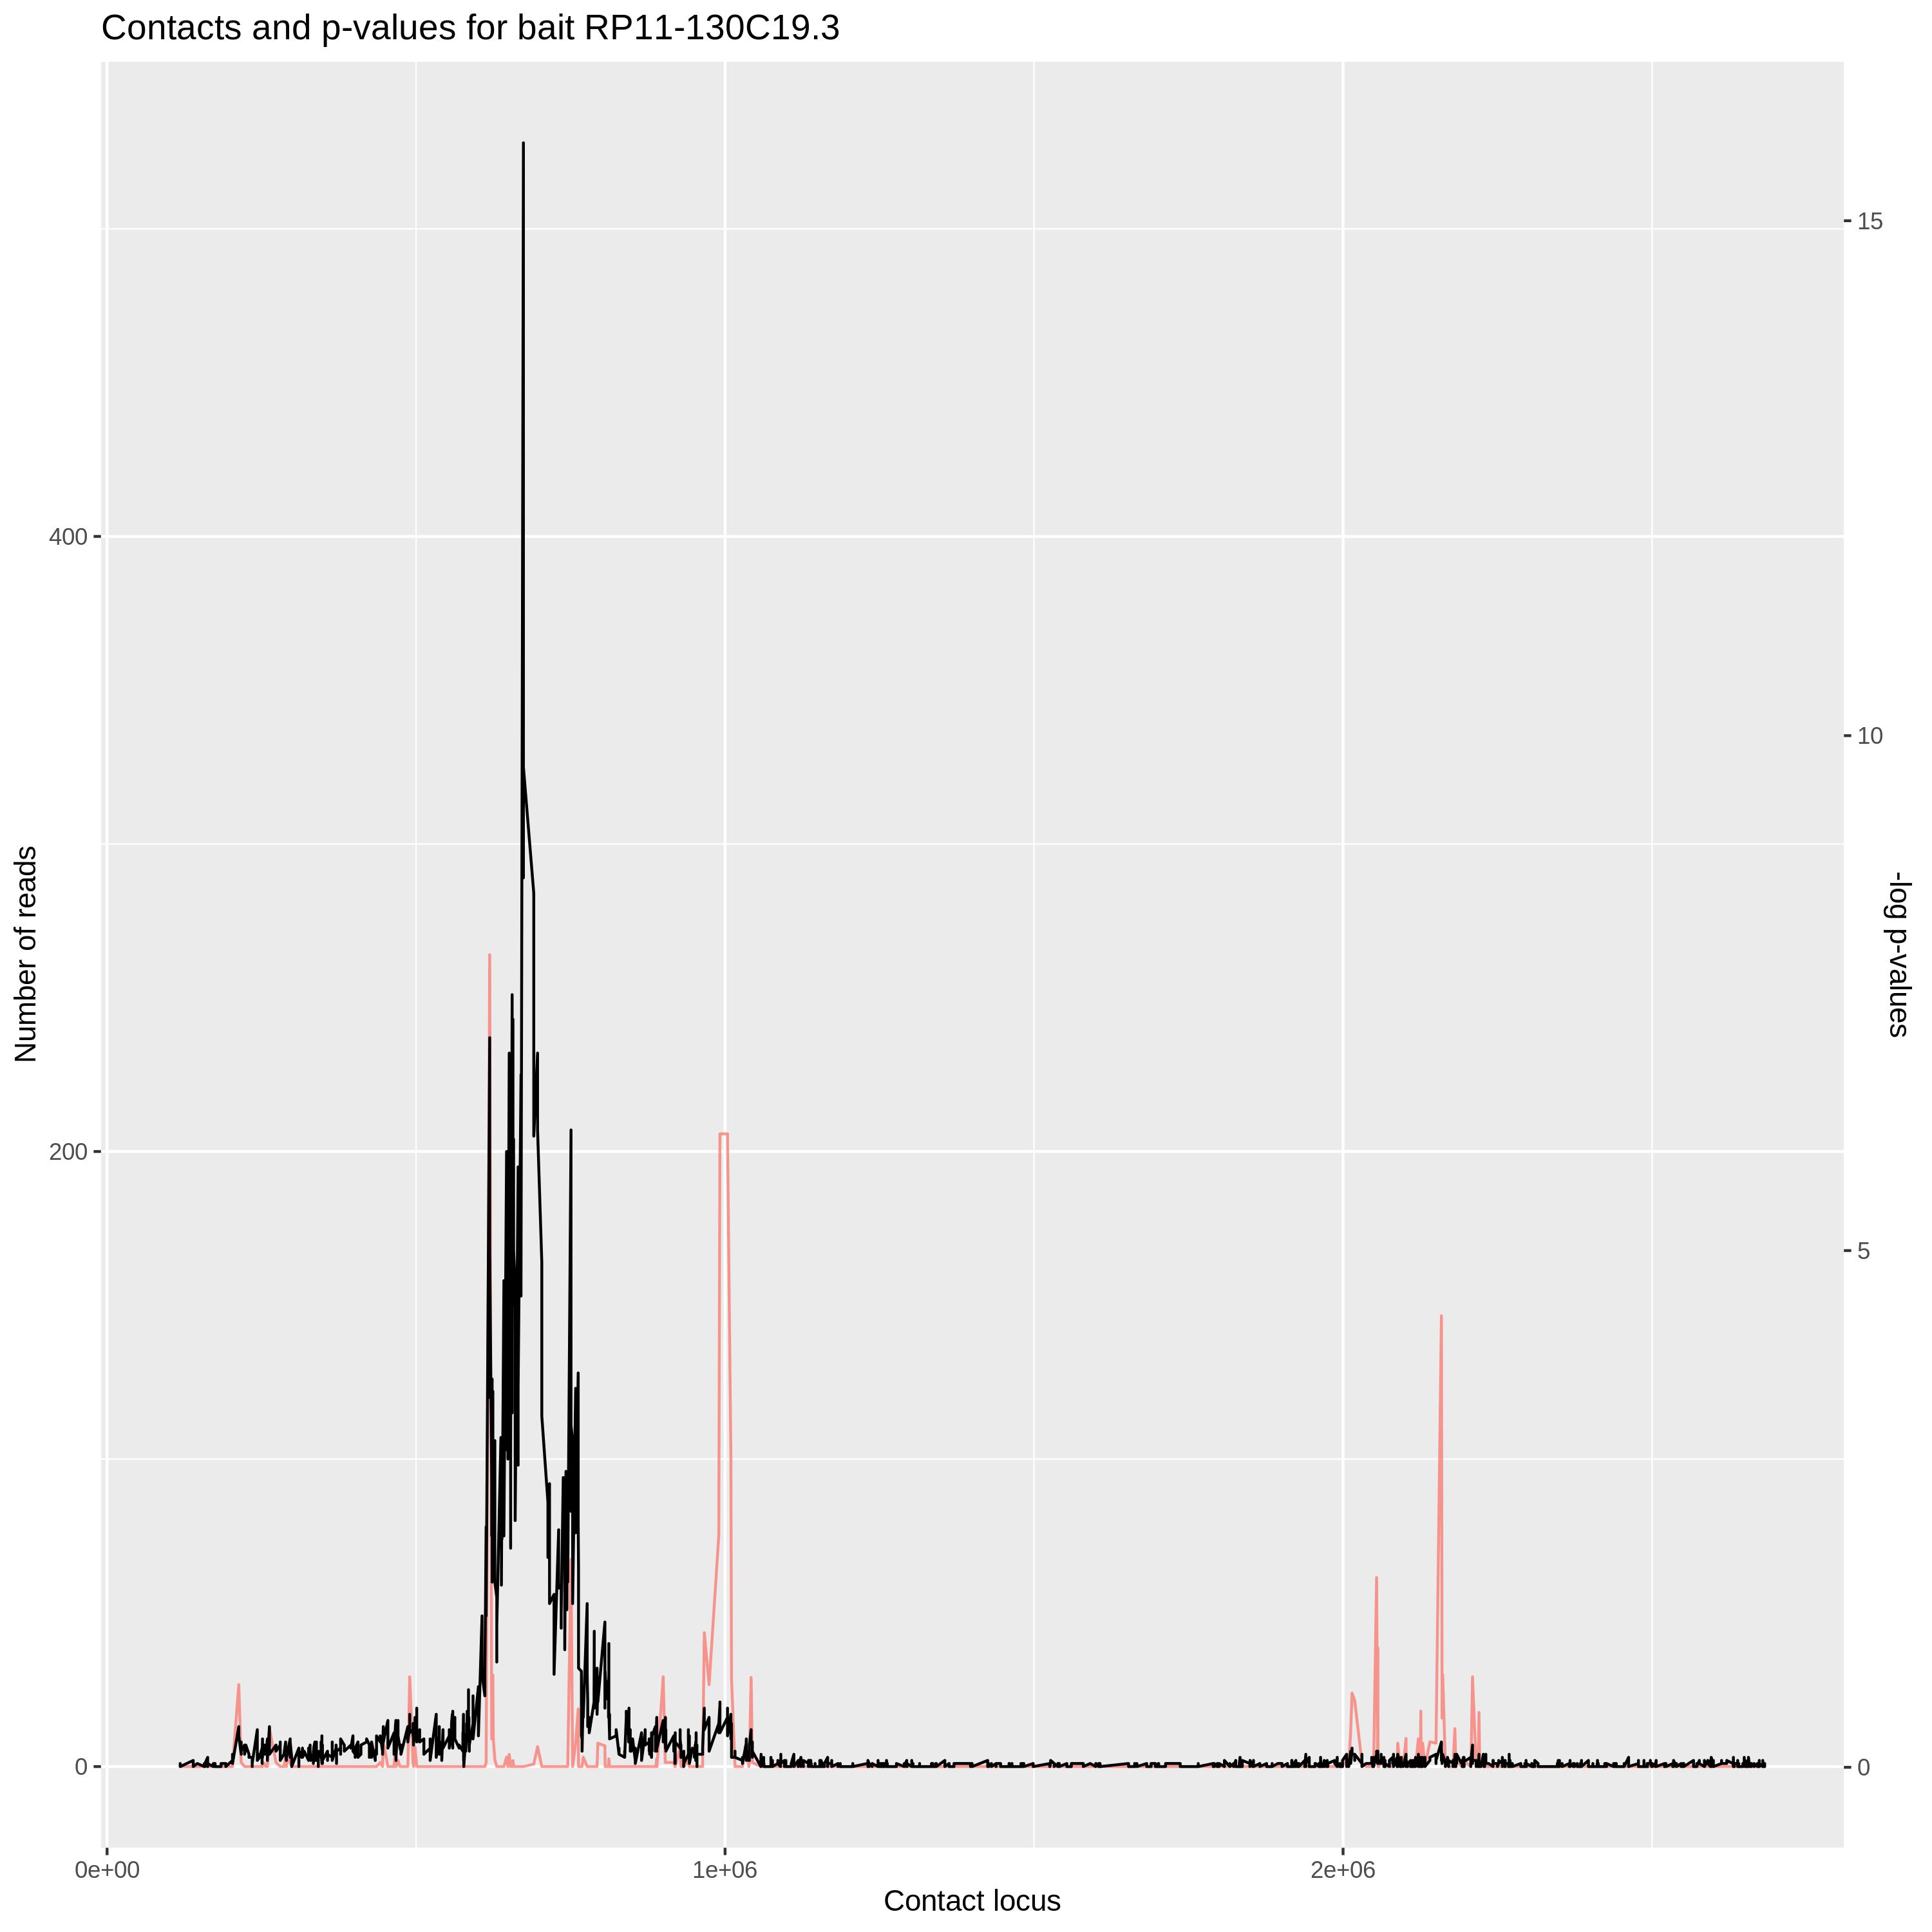 Contacts and p-values for bait RP11-130C19.3
Number of reads
400
200
0
15
10
5
0
-log p-values
0e+00
1e+06
2e+06
Contact locus